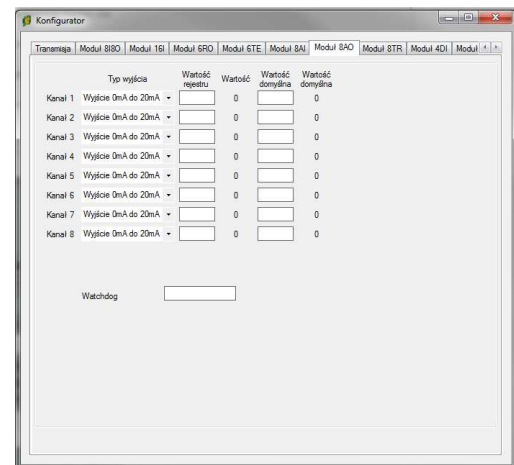 Konfigurator
Transmisja Moduł 8I8O Moduł 16I Moduł 6RO Moduł 6TE Moduł 8AI Moduł 8AO Moduł 8TR Moduł 4DI Moduł
Typ wyjścia Wartość rejestru Wartość Wartość domyślna Wartość domyślna
Kanał 1 Wyjście 0mA do 20mA 0 0
Kanał 2 Wyjście 0mA do 20mA 0 0
Kanał 3 Wyjście 0mA do 20mA 0 0
Kanał 4 Wyjście 0mA do 20mA 0 0
Kanał 5 Wyjście 0mA do 20mA 0 0
Kanał 6 Wyjście 0mA do 20mA 0 0
Kanał 7 Wyjście 0mA do 20mA 0 0
Kanał 8 Wyjście 0mA do 20mA 0 0
Watchdog